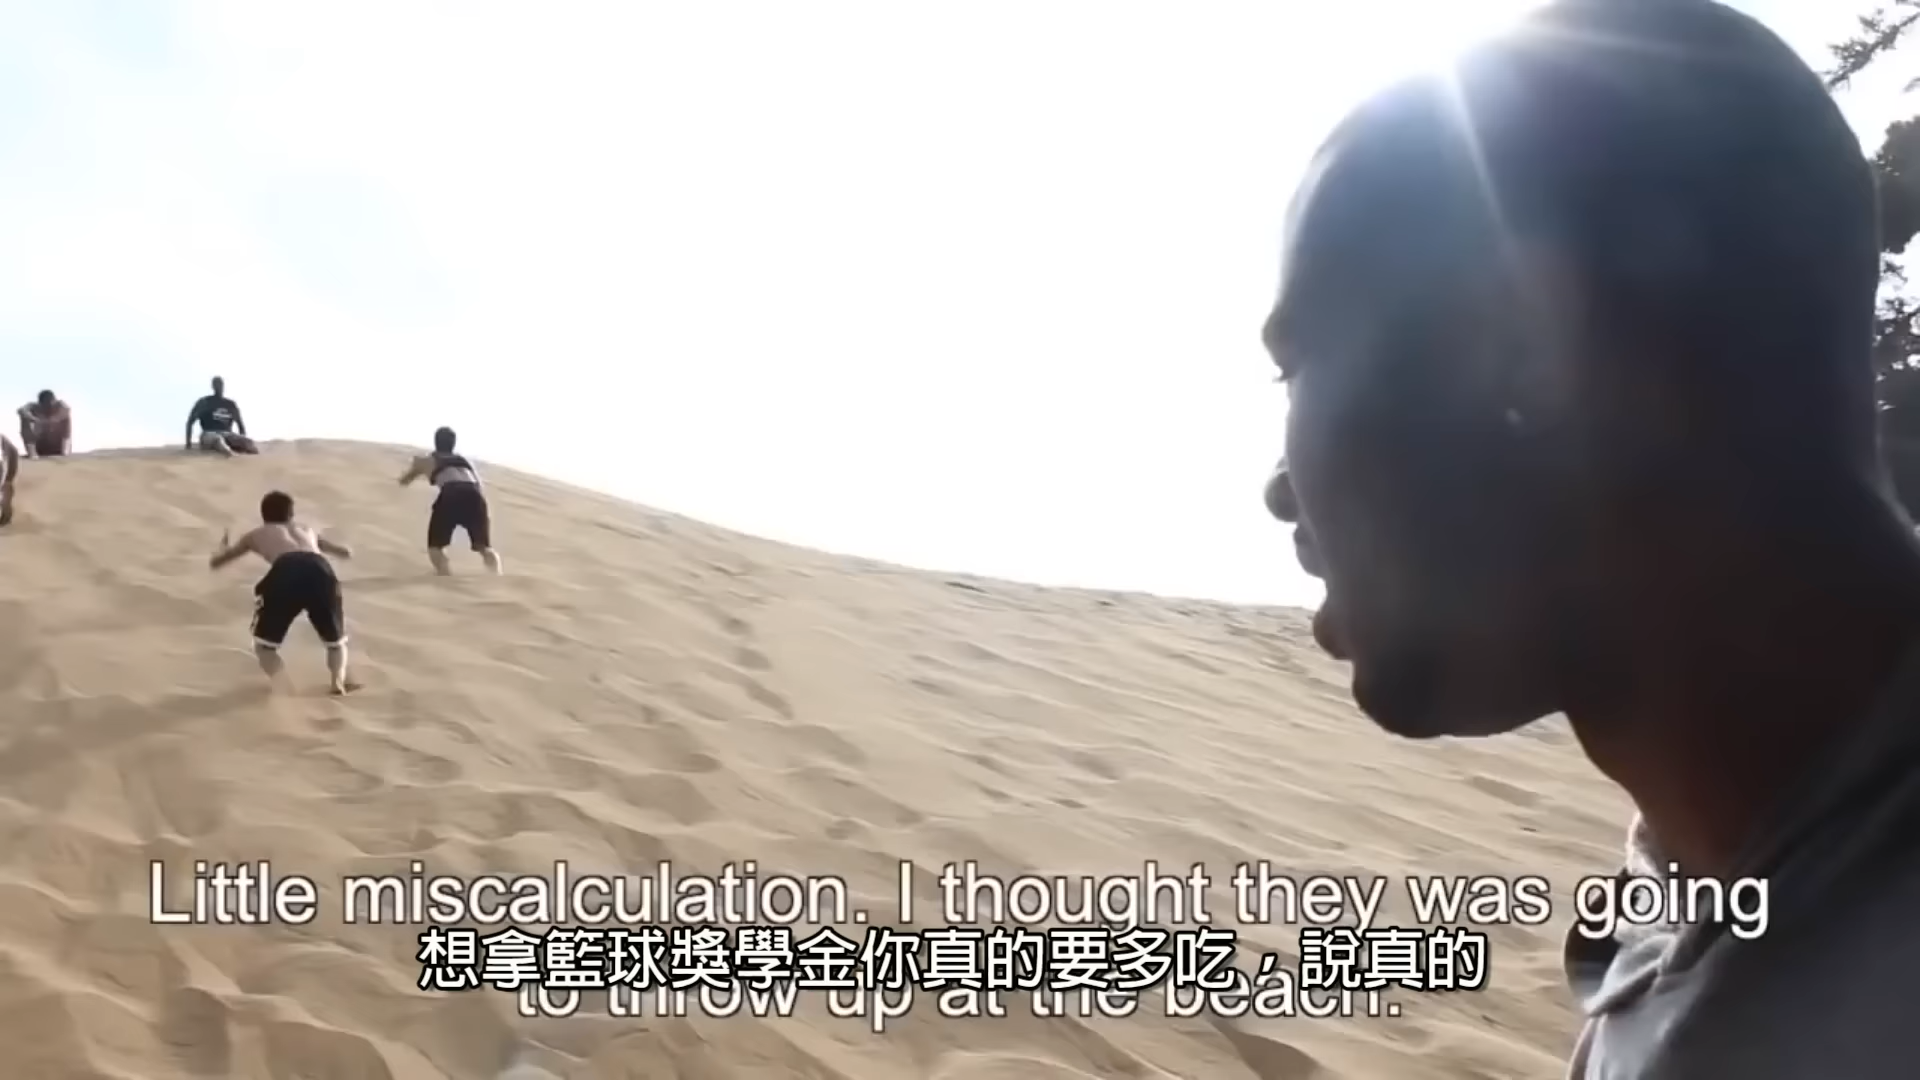 Little miscalculation. I thought they was going
想拿籃球獎學金你真的要多吃，說真的
to throw up at the beach.